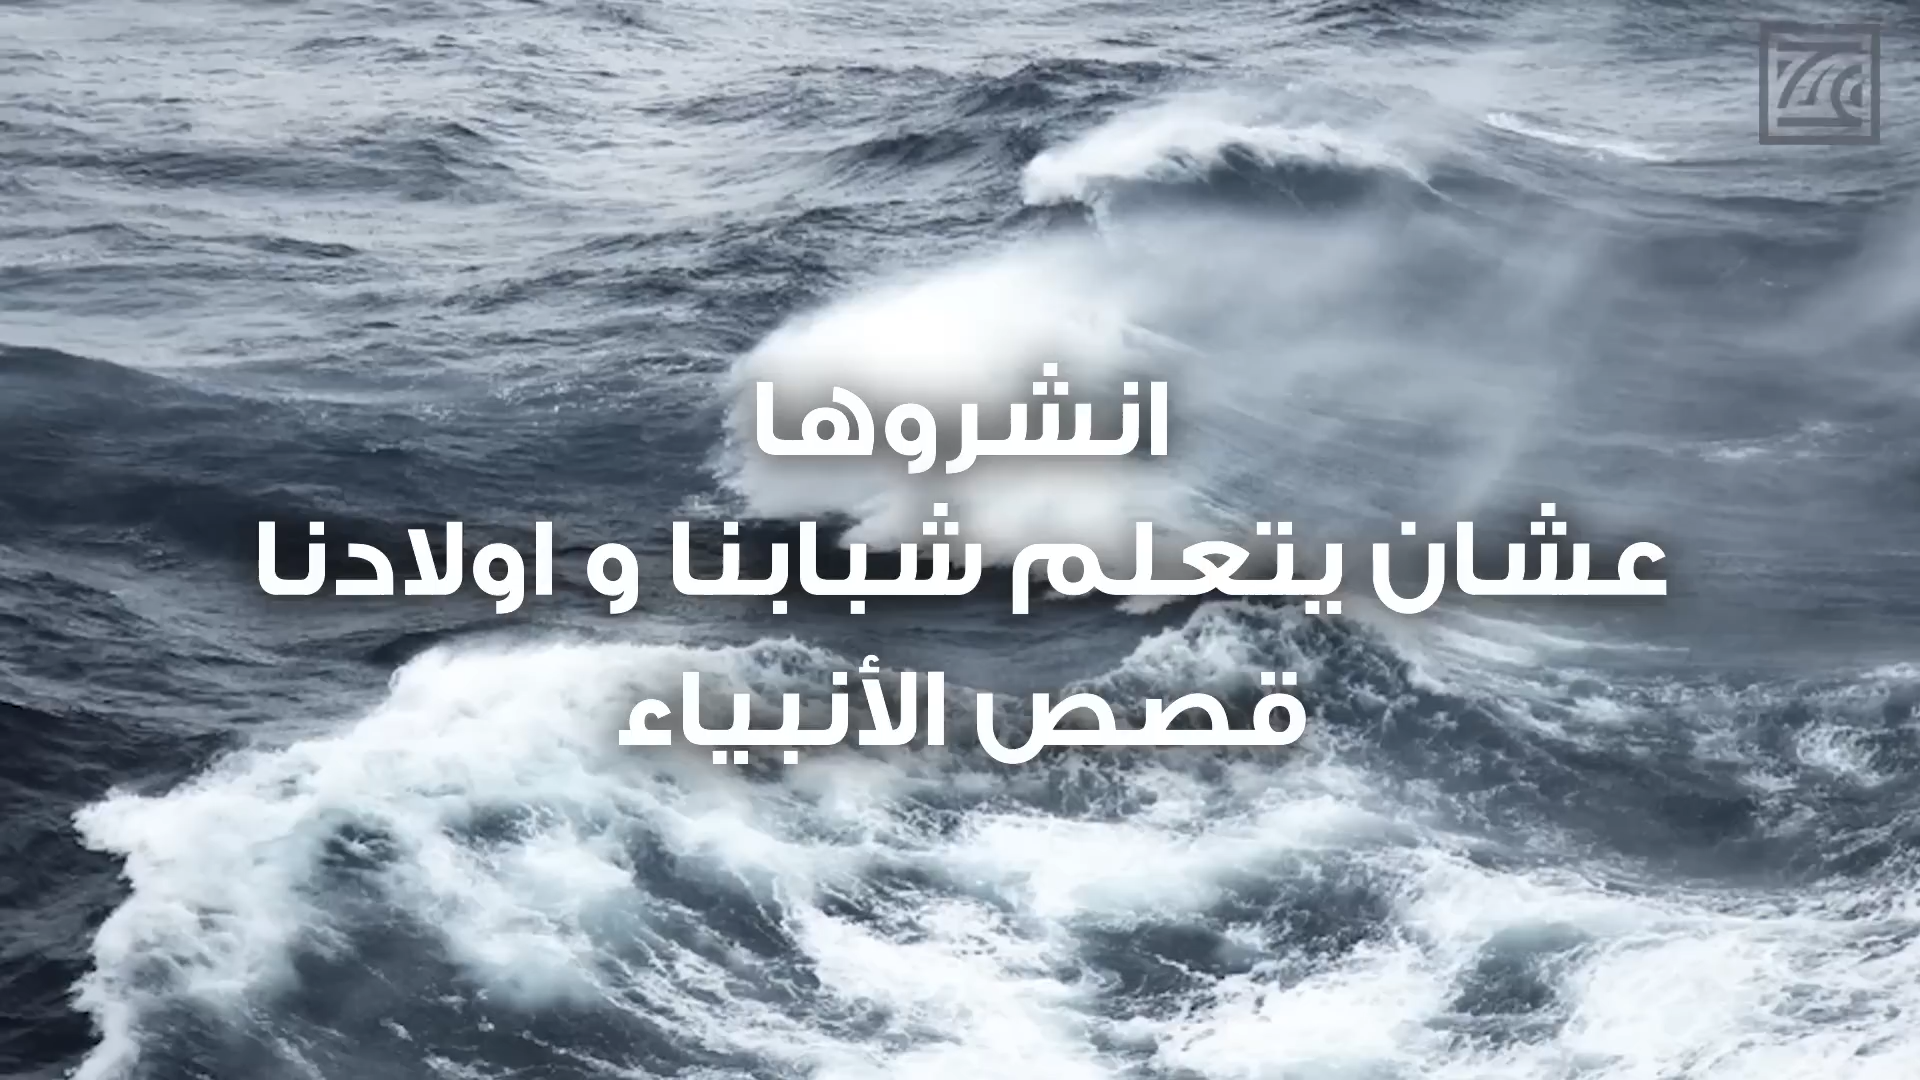 انشروها
عشان يتعلم شبابنا و اولادنا
قصص الأنبياء